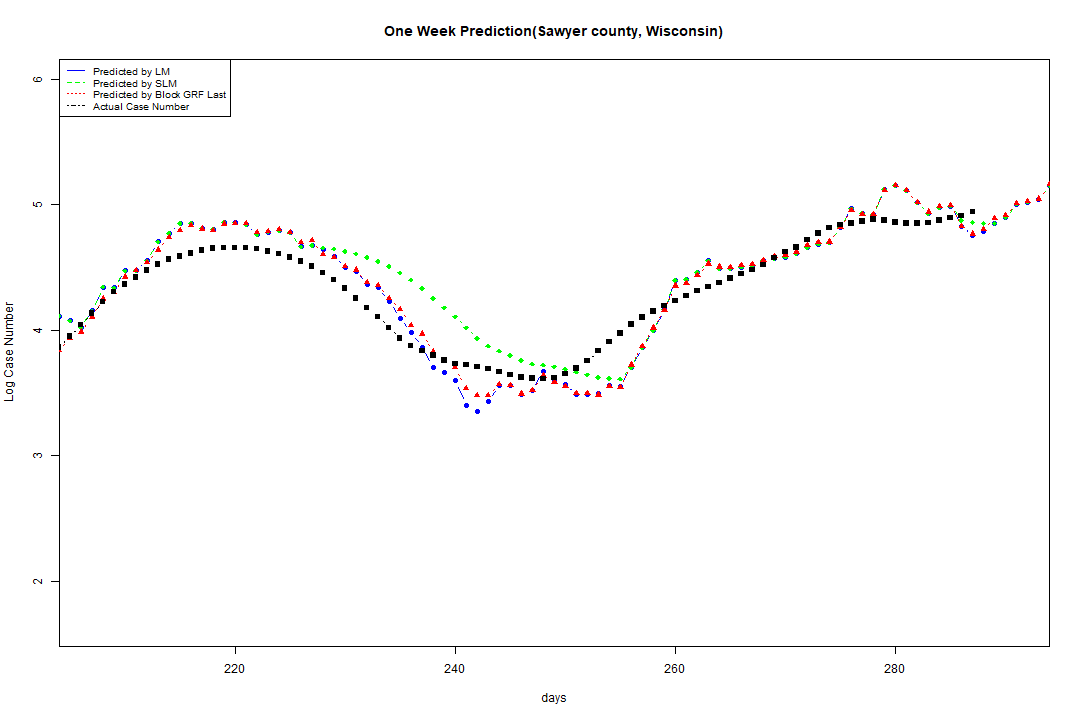 One Week Prediction(Sawyer county, Wisconsin)
Predicted by LM
Predicted by SLM
Predicted by Block GRF Last
Actual Case Number
6
5
4
3
2
Log Case Number
220
240
260
280
days